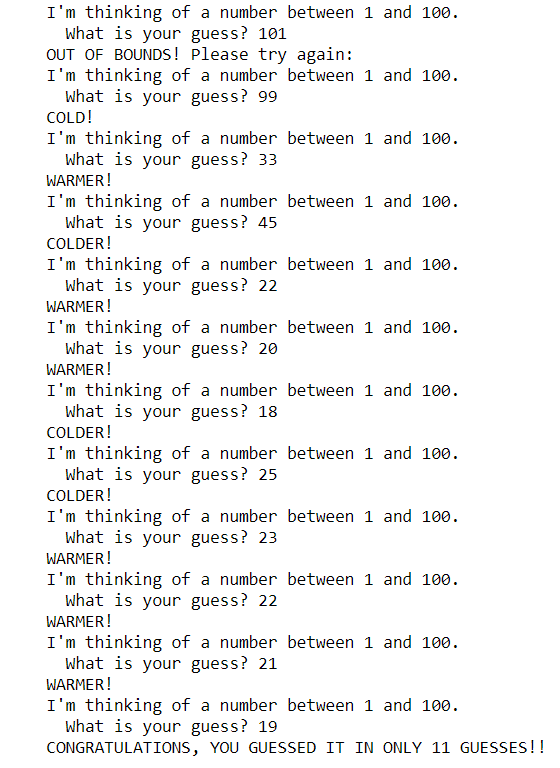 I'm thinking of a number between 1 and 100.
  What is your guess? 101
OUT OF BOUNDS! Please try again:
I'm thinking of a number between 1 and 100.
  What is your guess? 99
COLD!
I'm thinking of a number between 1 and 100.
  What is your guess? 33
WARMER!
I'm thinking of a number between 1 and 100.
  What is your guess? 45
COLDER!
I'm thinking of a number between 1 and 100.
  What is your guess? 22
WARMER!
I'm thinking of a number between 1 and 100.
  What is your guess? 20
WARMER!
I'm thinking of a number between 1 and 100.
  What is your guess? 18
COLDER!
I'm thinking of a number between 1 and 100.
  What is your guess? 25
COLDER!
I'm thinking of a number between 1 and 100.
  What is your guess? 23
WARMER!
I'm thinking of a number between 1 and 100.
  What is your guess? 22
WARMER!
I'm thinking of a number between 1 and 100.
  What is your guess? 21
WARMER!
I'm thinking of a number between 1 and 100.
  What is your guess? 19
CONGRATULATIONS, YOU GUESSED IT IN ONLY 11 GUESSES!!